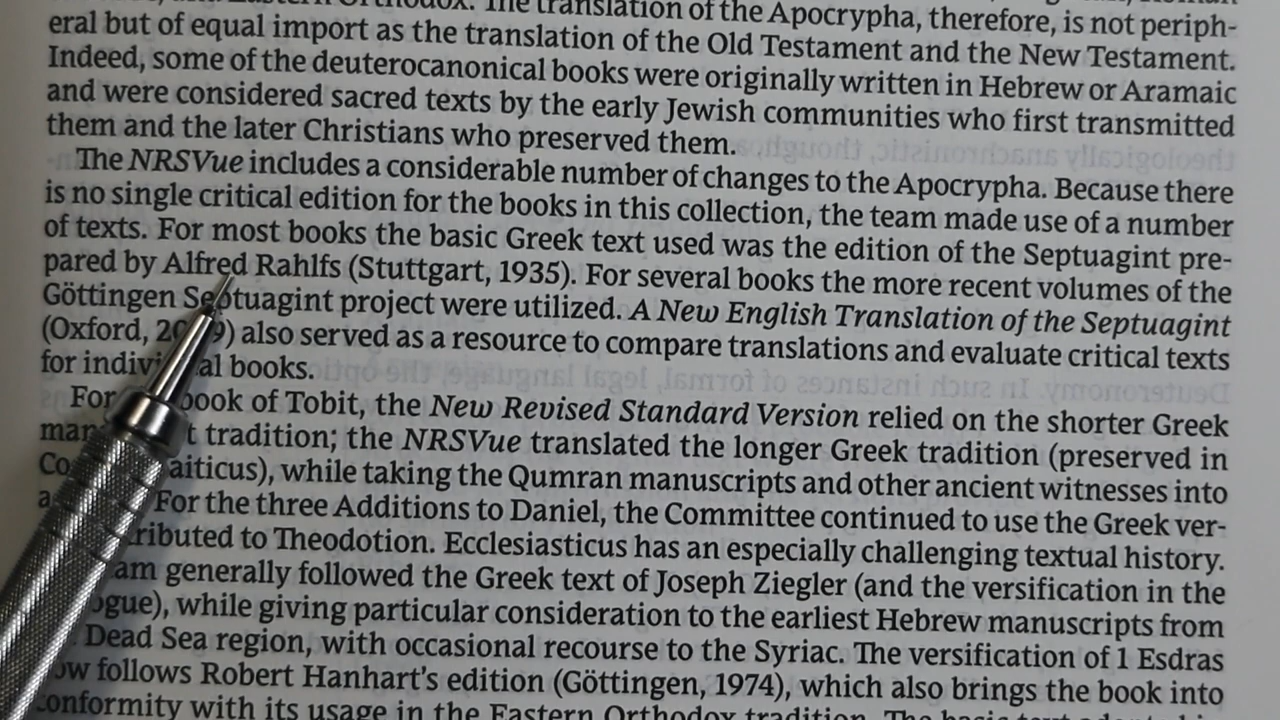 Orthodox. The translation of the Apocrypha, therefore, is not periph-
eral but of equal import as the translation of the Old Testament and the New Testament.
Indeed, some of the deuterocanonical books were originally written in Hebrew or Aramaic
and were considered sacred texts by the early Jewish communities who first transmitted
them and the later Christians who preserved them.
The NRSVue includes a considerable number of changes to the Apocrypha. Because there
is no single critical edition for the books in this collection, the team made use of a number
of texts. For most books the basic Greek text used was the edition of the Septuagint pre-
pared by Alfred Rahlfs (Stuttgart, 1935). For several books the more recent volumes of the
Göttingen Septuagint project were utilized. A New English Translation of the Septuagint
(Oxford, also served as a resource to compare translations and evaluate critical texts
for books.
For book of Tobit, the New Revised Standard Version relied on the shorter Greek
tradition; the NRSVue translated the longer Greek tradition (preserved in
while taking the Qumran manuscripts and other ancient witnesses into
For the three Additions to Daniel, the Committee continued to use the Greek ver-
to Theodotion. Ecclesiasticus has an especially challenging textual history.
generally followed the Greek text of Joseph Ziegler (and the versification in the
while giving particular consideration to the earliest Hebrew manuscripts from
Dead Sea region, with occasional recourse to the Syriac. The versification of 1 Esdras
follows Robert Hanhart's edition (Göttingen, 1974), which also brings the book into
conformity with its usage in the Eastern Orthodox tradition. The basic text